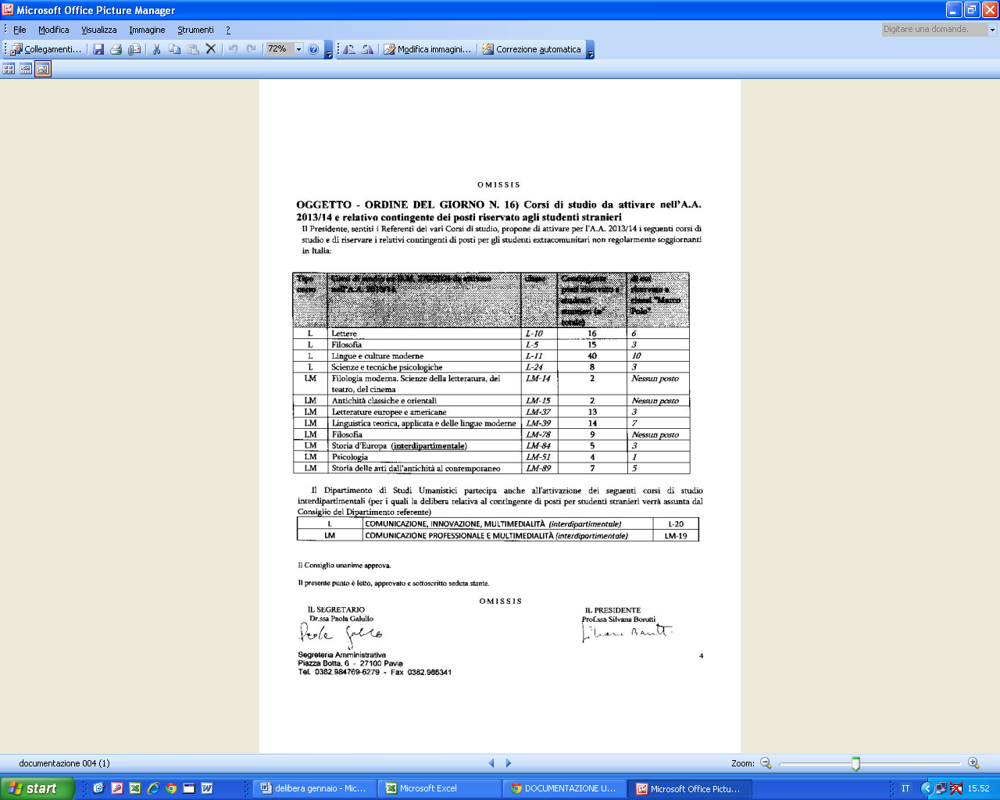 Microsoft Office Picture Manager
File Modifica Visualizza Immagine Strumenti ? Digitare una domanda.
Collegamenti... 72% Modifica immagini... Correzione automatica
O M I S S I S
OGGETTO - ORDINE DEL GIORNO N. 16) Corsi di studio da attivare nell'A.A.
2013/14 e relativo contingente dei posti riservato agli studenti stranieri
Il Presidente, sentiti i Referenti dei vari Corsi di studio, propone di attivare per l'A.A. 2013/14 i seguenti corsi di
studio e di riservare i relativi contingenti di posti per gli studenti extracomunitari non regolarmente soggiornanti
in Italia:
Tipo Corsi di studio ex D.M. 270/2004 da attivare classe Contingente di cui
corso nell'A.A. 2013/14 posti riservato a riservato a
studenti cinesi "Marco
stranieri (n° Polo"
totale)
L Lettere L-10 16 6
L Filosofia L-5 15 3
L Lingue e culture moderne L-11 40 10
L Scienze e tecniche psicologiche L-24 8 3
LM Filologia moderna. Scienze della letteratura, del LM-14 2 Nessun posto
teatro, del cinema
LM Antichità classiche e orientali LM-15 2 Nessun posto
LM Letterature europee e americane LM-37 13 3
LM Linguistica teorica, applicata e delle lingue moderne LM-39 14 7
LM Filosofia LM-78 9 Nessun posto
LM Storia d'Europa (interdipartimentale) LM-84 5 3
LM Psicologia LM-51 4 1
LM Storia delle arti dall'antichità al contemporaneo LM-89 7 5
Il Dipartimento di Studi Umanistici partecipa anche all'attivazione dei seguenti corsi di studio
interdipartimentali (per i quali la delibera relativa al contingente di posti per studenti stranieri verrà assunta dal
Consiglio del Dipartimento referente)
L COMUNICAZIONE, INNOVAZIONE, MULTIMEDIALITÀ (interdipartimentale) L-20
LM COMUNICAZIONE PROFESSIONALE E MULTIMEDIALITÀ (interdipartimentale) LM-19
Il Consiglio unanime approva.
Il presente punto è letto, approvato e sottoscritto seduta stante.
O M I S S I S
IL SEGRETARIO IL PRESIDENTE
Dr.ssa Paola Galullo Prof.ssa Silvana Borutti
Paola Galullo Silvana Borutti
Segreteria Amministrativa 4
Piazza Botta, 6 - 27100 Pavia
Tel. 0382.984769-6279 - Fax 0382.986341
documentazione 004 (1) Zoom:
start delibera gennaio - Mic... Microsoft Excel DOCUMENTAZIONE U... Microsoft Office Pictu... IT 15.52